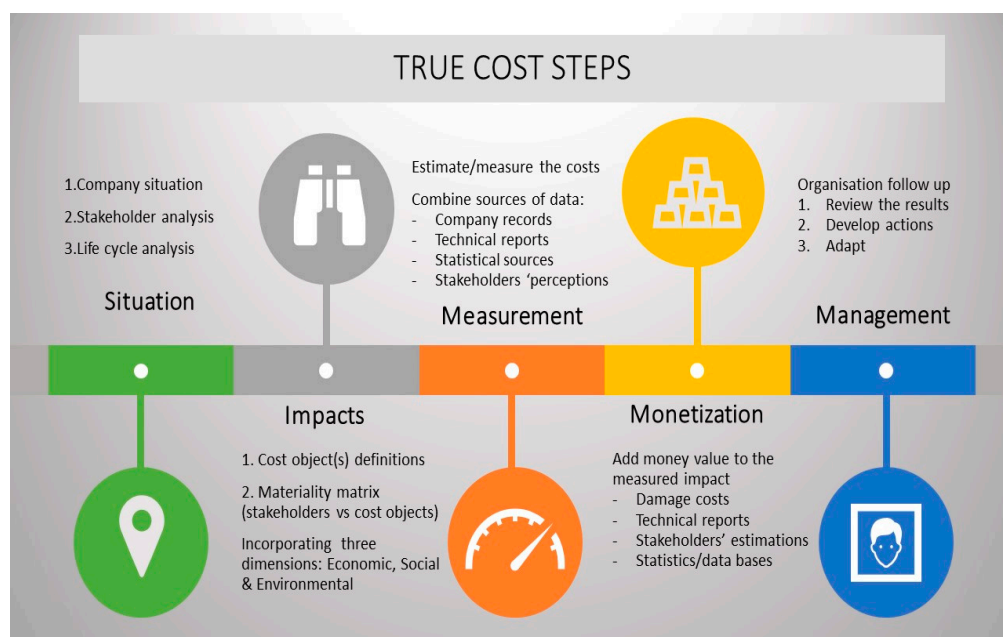 TRUE COST STEPS
1.Company situation
2.Stakeholder analysis
3.Life cycle analysis
Situation
Impacts
1. Cost object(s) definitions
2. Materiality matrix
(stakeholders vs cost objects)
Incorporating three
dimensions: Economic, Social
& Environmental
Estimate/measure the costs
Combine sources of data:
- Company records
- Technical reports
- Statistical sources
- Stakeholders ‘perceptions
Measurement
Monetization
Add money value to the
measured impact
- Damage costs
- Technical reports
- Stakeholders’ estimations
- Statistics/data bases
Organisation follow up
1. Review the results
2. Develop actions
3. Adapt
Management